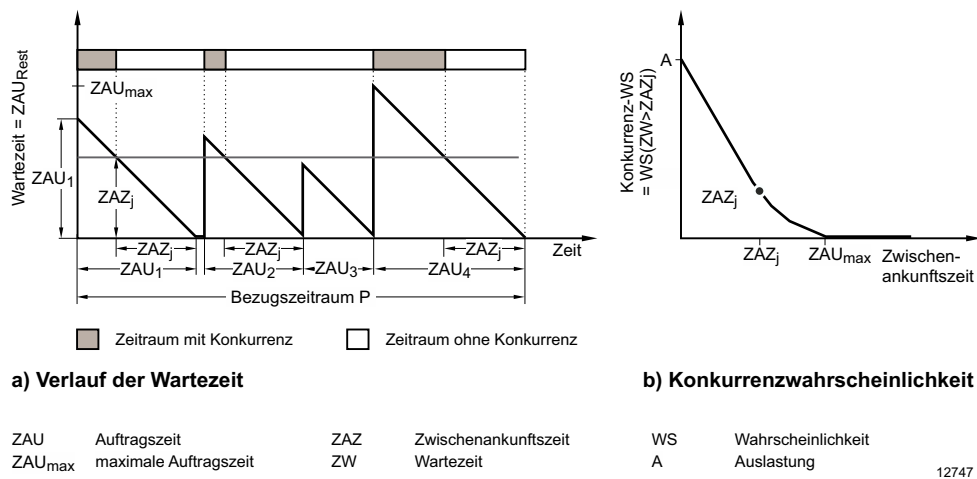 Wartezeit = ZAU_Rest
ZAU_max
ZAU_1
ZAZ_j
ZAZ_j
ZAZ_j
ZAZ_j
Zeit
ZAU_1
ZAU_2
ZAU_3
ZAU_4
Bezugszeitraum P
Zeitraum mit Konkurrenz
Zeitraum ohne Konkurrenz
Konkurrenz-WS
= WS(ZW>ZAZ_j)
A
ZAZ_j
ZAZ_j
ZAU_max
Zwischen-
ankunftszeit
a) Verlauf der Wartezeit
b) Konkurrenzwahrscheinlichkeit
ZAU Auftragszeit
ZAZ Zwischenankunftszeit
WS Wahrscheinlichkeit
ZAU_max maximale Auftragszeit
ZW Wartezeit
A Auslastung
12747